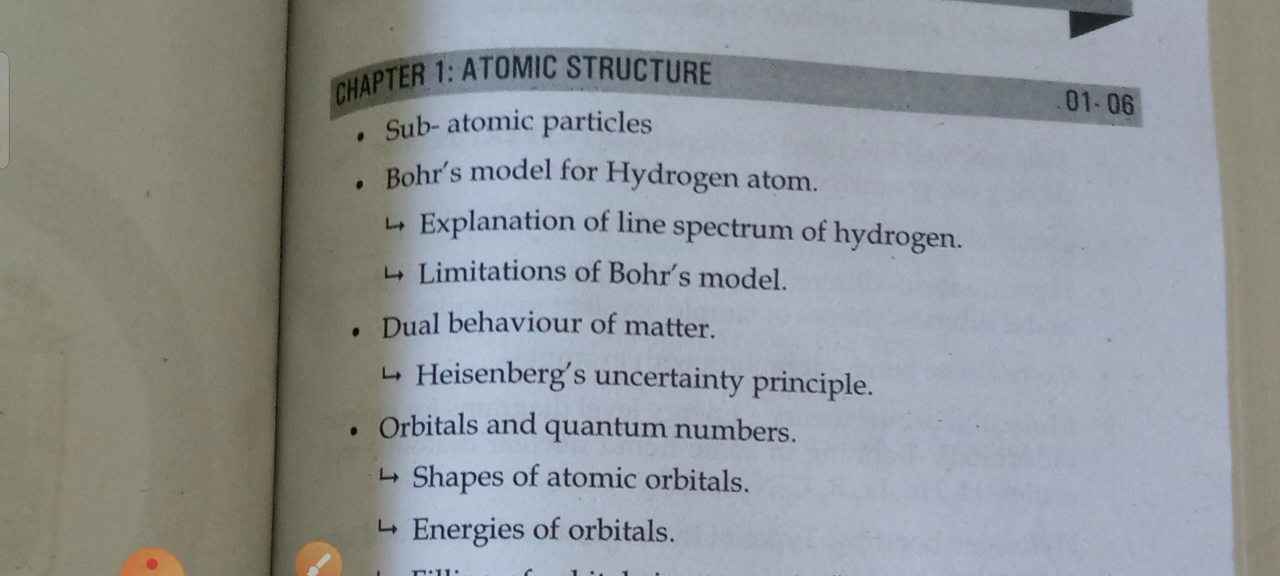 CHAPTER 1: ATOMIC STRUCTURE 01-06
• Sub- atomic particles
• Bohr's model for Hydrogen atom.
↳ Explanation of line spectrum of hydrogen.
↳ Limitations of Bohr's model.
• Dual behaviour of matter.
↳ Heisenberg's uncertainty principle.
• Orbitals and quantum numbers.
↳ Shapes of atomic orbitals.
↳ Energies of orbitals.